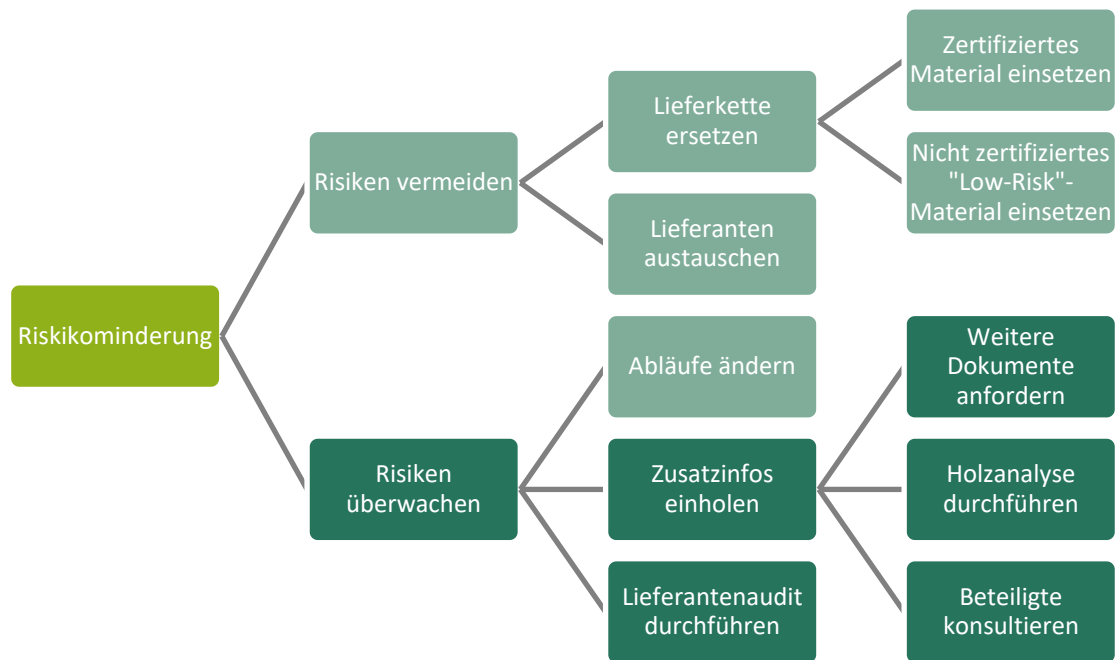 Zertifiziertes
Material einsetzen
Lieferkette
ersetzen
Risiken vermeiden
Nicht zertifiziertes
"Low-Risk"-
Material einsetzen
Lieferanten
austauschen
Riskikominderung
Abläufe ändern
Weitere
Dokumente
anfordern
Risiken
überwachen
Zusatzinfos
einholen
Holzanalyse
durchführen
Lieferantenaudit
durchführen
Beteiligte
konsultieren